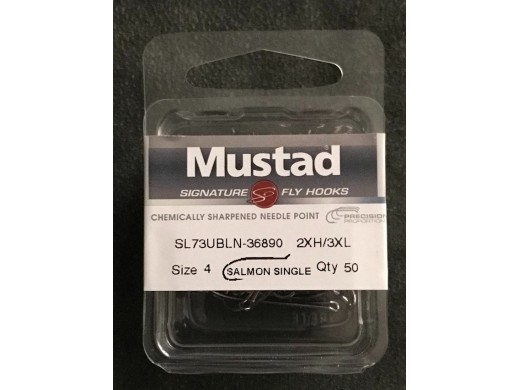 Mustad
SIGNATURE FLY HOOKS
CHEMICALLY SHARPENED NEEDLE POINT
PRECISION
PROPORTION
SL73UBLN-36890 2XH/3XL
Size 4 SALMON SINGLE Qty 50